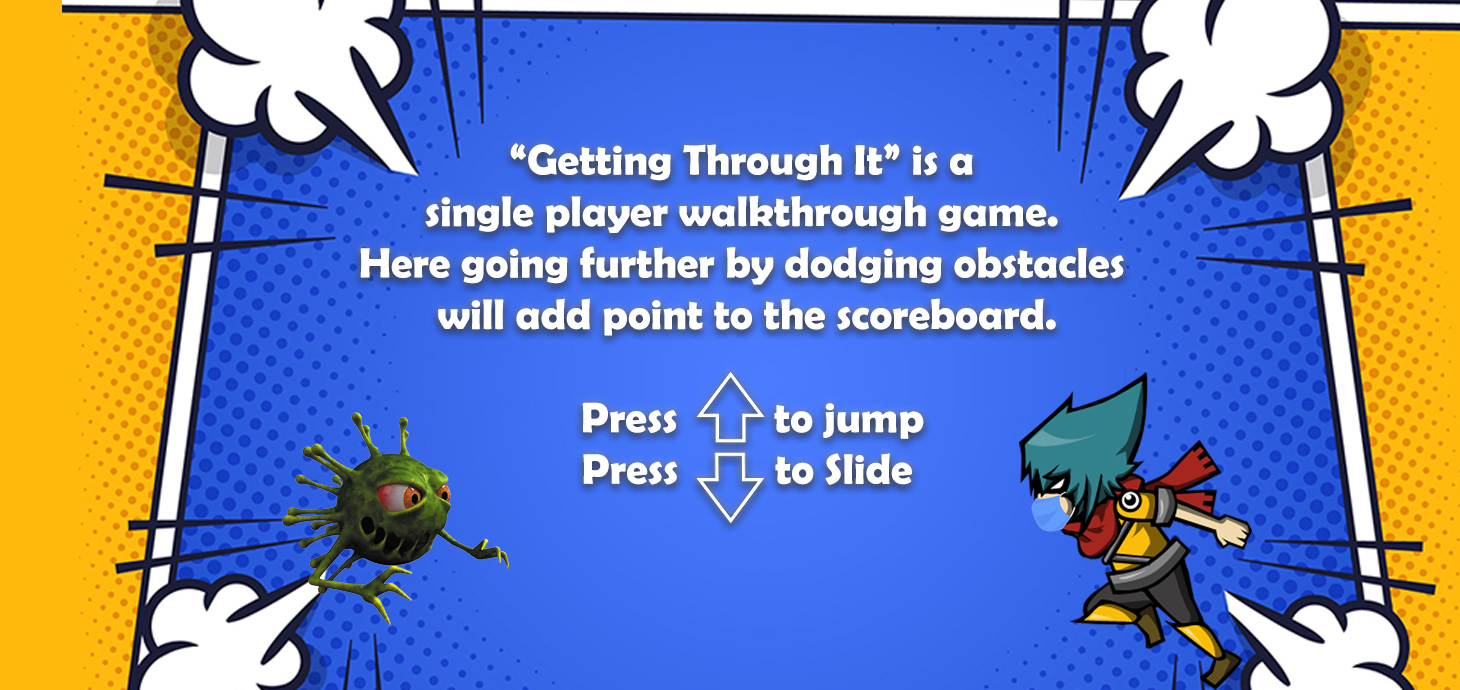 “Getting Through It” is a
single player walkthrough game.
Here going further by dodging obstacles
will add point to the scoreboard.
Press to jump
Press to Slide